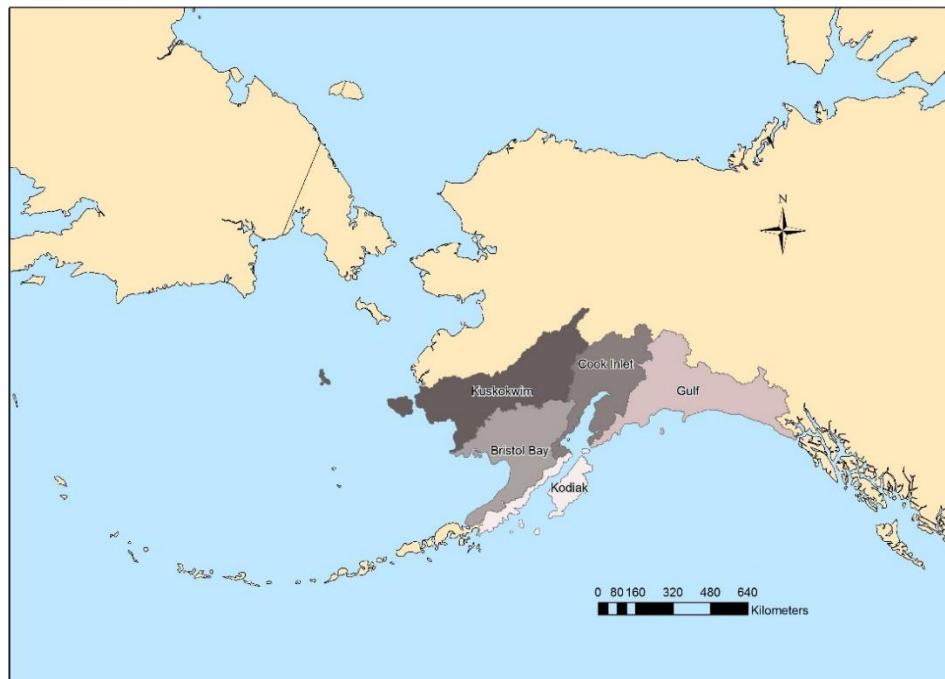 N
Cook Inlet
Kuskokwim
Gulf
Bristol Bay
Kodiak
0 80 160 320 480 640
Kilometers